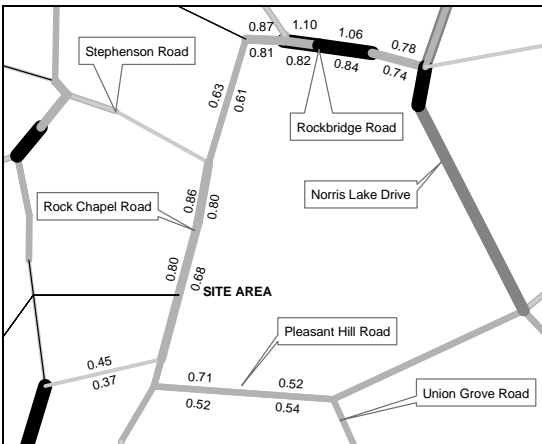 0.87 1.10 1.06 0.78
0.81 0.82 0.84 0.74
Stephenson Road
0.63 0.61
Rockbridge Road
Norris Lake Drive
0.86 0.80
Rock Chapel Road
0.80 0.68
SITE AREA
Pleasant Hill Road
0.45
0.37
0.71 0.52
0.52 0.54
Union Grove Road